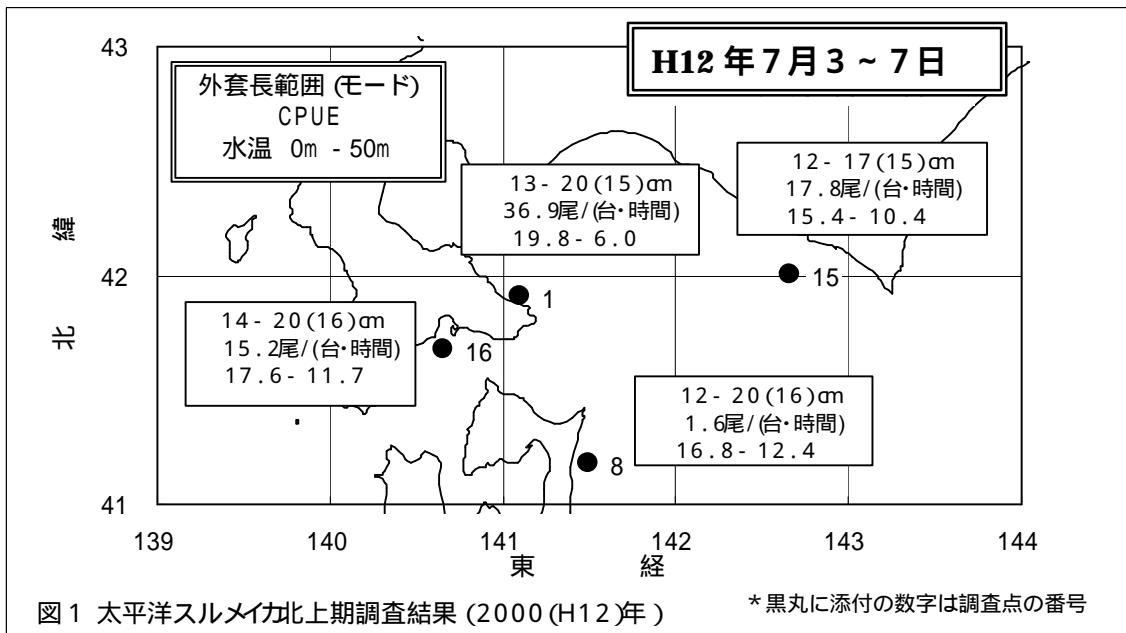 43
H12年7月3~7日
外套長範囲(モード)
CPUE
水温 0m - 50m
13- 20(15)cm
36.9尾/(台・時間)
19.8- 6.0
12- 17(15)cm
17.8尾/(台・時間)
15.4- 10.4
北緯
42
1
15
14- 20(16)cm
15.2尾/(台・時間)
17.6- 11.7
16
12- 20(16)cm
1.6尾/(台・時間)
16.8- 12.4
8
41
139 140 141 142 143 144
東経
図1 太平洋スルメイカ北上期調査結果(2000(H12)年)
*黒丸に添付の数字は調査点の番号